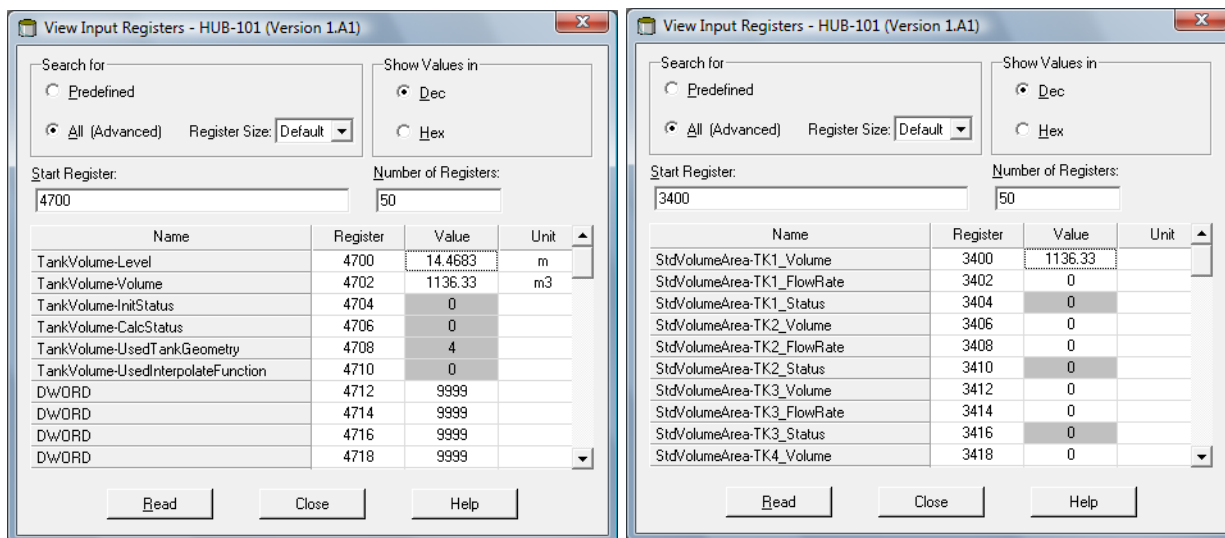 View Input Registers - HUB-101 (Version 1.A1)
Search for
Predefined
All (Advanced) Register Size: Default
Show Values in
Dec
Hex
Start Register:
4700
Number of Registers:
50
Name Register Value Unit
TankVolume-Level 4700 14.4683 m
TankVolume-Volume 4702 1136.33 m3
TankVolume-InitStatus 4704 0
TankVolume-CalcStatus 4706 0
TankVolume-UsedTankGeometry 4708 4
TankVolume-UsedInterpolateFunction 4710 0
DWORD 4712 9999
DWORD 4714 9999
DWORD 4716 9999
DWORD 4718 9999
Read Close Help
View Input Registers - HUB-101 (Version 1.A1)
Search for
Predefined
All (Advanced) Register Size: Default
Show Values in
Dec
Hex
Start Register:
3400
Number of Registers:
50
Name Register Value Unit
StdVolumeArea-TK1_Volume 3400 1136.33
StdVolumeArea-TK1_FlowRate 3402 0
StdVolumeArea-TK1_Status 3404 0
StdVolumeArea-TK2_Volume 3406 0
StdVolumeArea-TK2_FlowRate 3408 0
StdVolumeArea-TK2_Status 3410 0
StdVolumeArea-TK3_Volume 3412 0
StdVolumeArea-TK3_FlowRate 3414 0
StdVolumeArea-TK3_Status 3416 0
StdVolumeArea-TK4_Volume 3418 0
Read Close Help